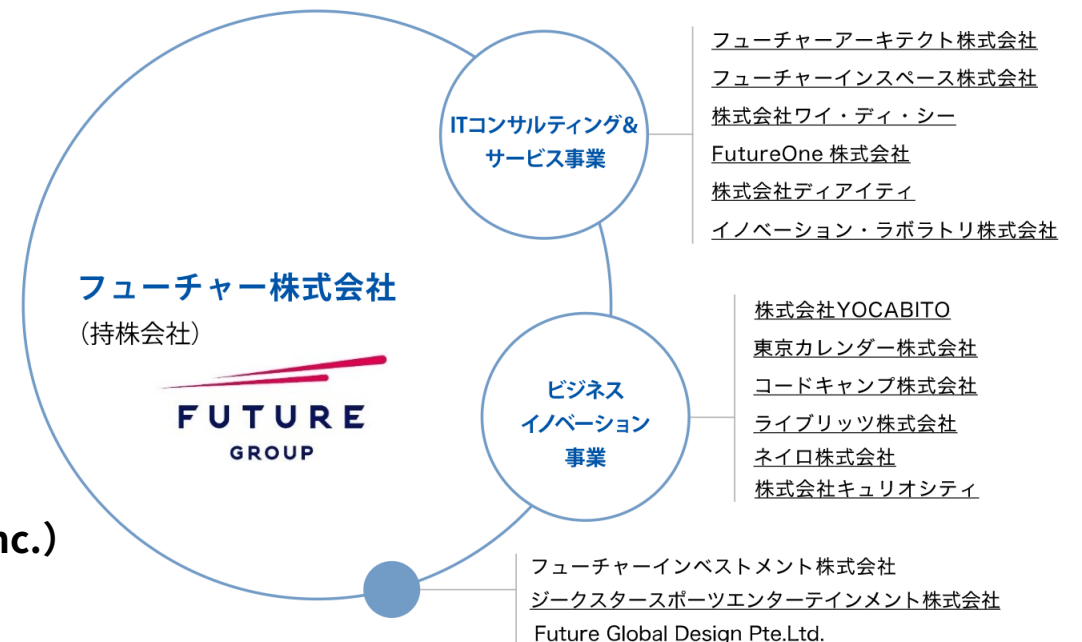 フューチャー株式会社
（持株会社）
FUTURE
GROUP
nc.）
ITコンサルティング&
サービス事業
フューチャーアーキテクト株式会社
フューチャーインスペース株式会社
株式会社ワイ・ディ・シー
FutureOne 株式会社
株式会社ディアイティ
イノベーション・ラボラトリ株式会社
ビジネス
イノベーション
事業
株式会社YOCABITO
東京カレンダー株式会社
コードキャンプ株式会社
ライブリッツ株式会社
ネイロ株式会社
株式会社キュリオシティ
フューチャーインベストメント株式会社
ジークスタースポーツエンターテインメント株式会社
Future Global Design Pte.Ltd.